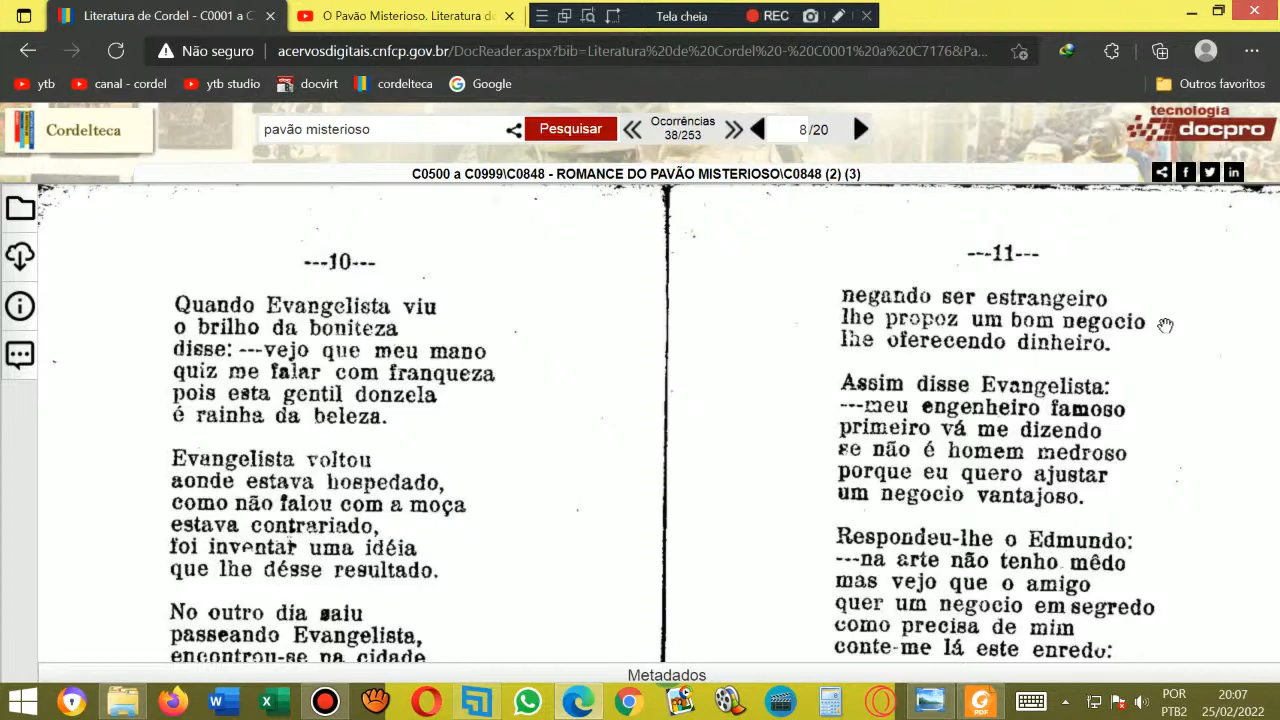 Literatura de Cordel - C0001 a C
O Pavão Misterioso. Literatura de
Tela cheia
REC
Não seguro
acervosdigitais.cnfcp.gov.br/DocReader.aspx?bib=Literatura%20de%20Cordel%20-%20C0001%20a%20C7176&Pa...
ytb
canal - cordel
ytb studio
docvirt
cordelteca
Google
Outros favoritos
Cordelteca
pavão misterioso
Pesquisar
Ocorrências
38/253
8/20
tecnologia
docpro
C0500 a C0999\C0848 - ROMANCE DO PAVÃO MISTERIOSO\C0848 (2) (3)
---10---
Quando Evangelista viu
o brilho da boniteza
disse: ---vejo que meu mano
quiz me falar com franqueza
pois esta gentil donzela
é rainha da beleza.
Evangelista voltou
aonde estava hospedado,
como não falou com a moça
estava contrariado,
foi inventar uma idéia
que lhe désse resultado.
No outro dia saiu
passeando Evangelista,
encontrou-se na cidade
---11---
negando ser estrangeiro
lhe propoz um bom negocio
lhe oferecendo dinheiro.
Assim disse Evangelista:
---meu engenheiro famoso
primeiro vá me dizendo
se não é homem medroso
porque eu quero ajustar
um negocio vantajoso.
Respondeu-lhe o Edmundo:
---na arte não tenho mêdo
mas vejo que o amigo
quer um negocio em segredo
como precisa de mim
conte-me lá este enredo:
Metadados
POR
PTB2
20:07
25/02/2022